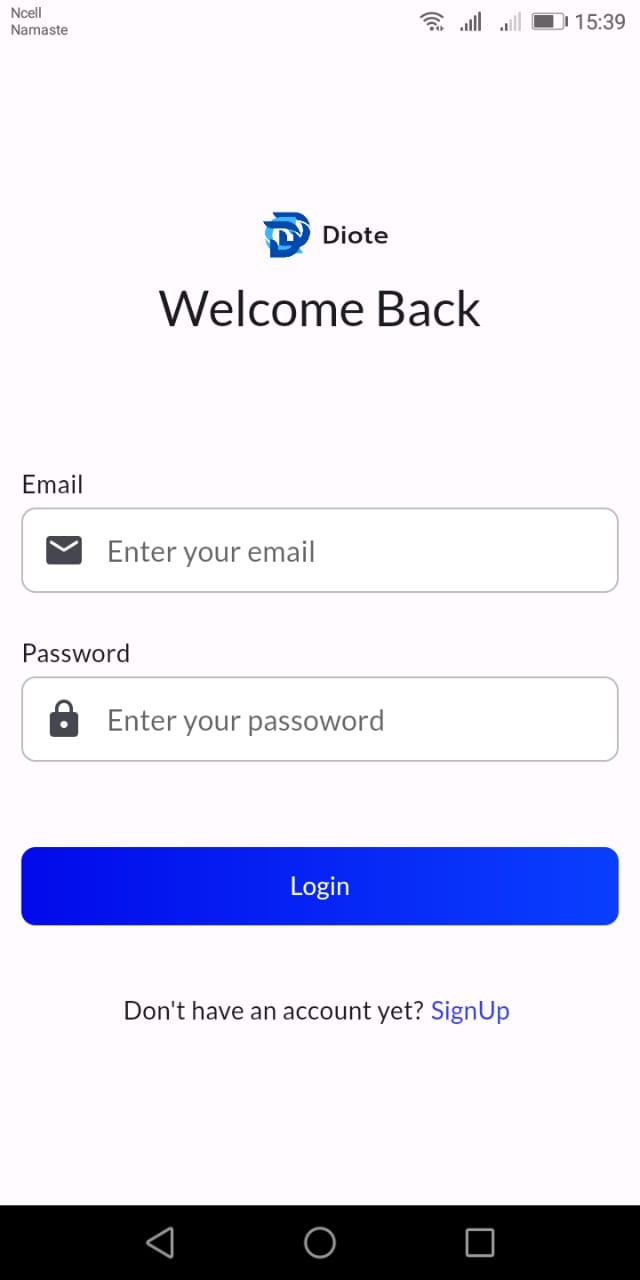 Ncell
Namaste
15:39
Diote
Welcome Back
Email
Enter your email
Password
Enter your passoword
Login
Don't have an account yet? SignUp